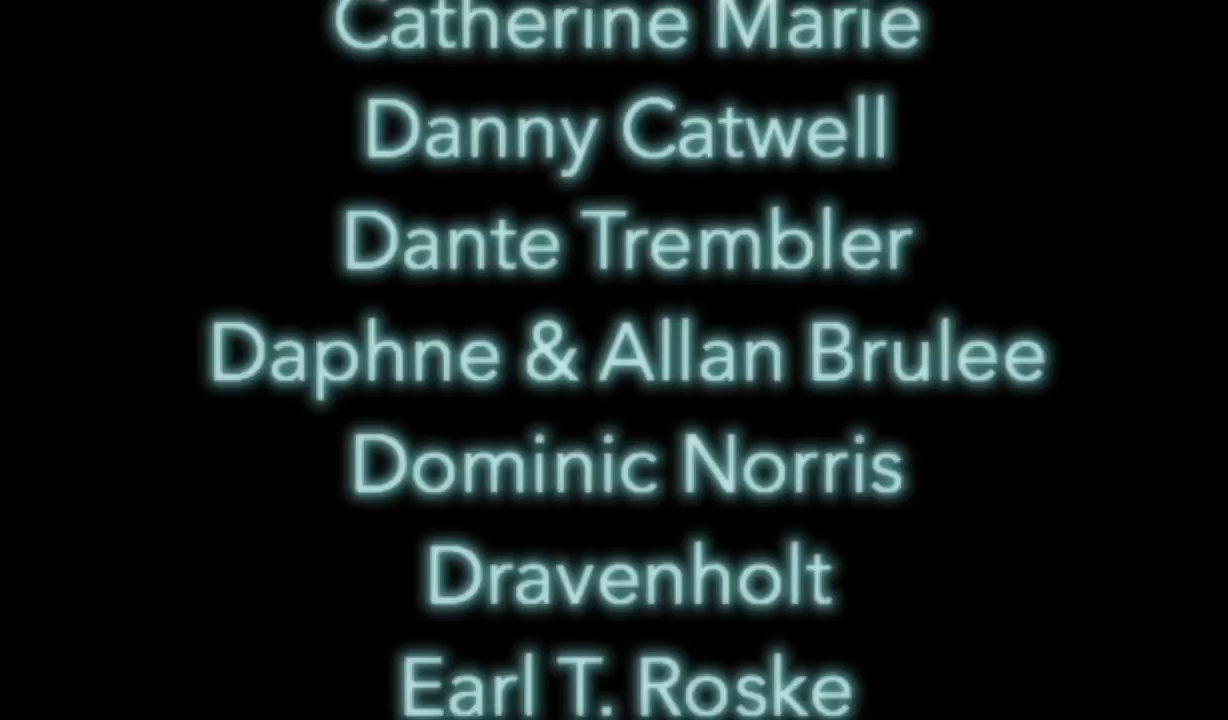 Catherine Marie
Danny Catwell
Dante Trembler
Daphne & Allan Brulee
Dominic Norris
Dravenholt
Earl T. Roske